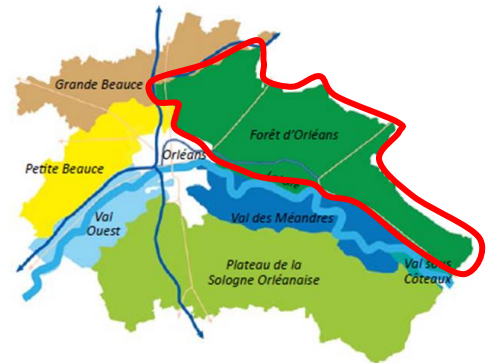 Grande Beauce
Forêt d'Orléans
Orléans
Petite Beauce
Val des Méandres
Val
Ouest
Plateau de la
Sologne Orléanaise
Val sous
Côteaux